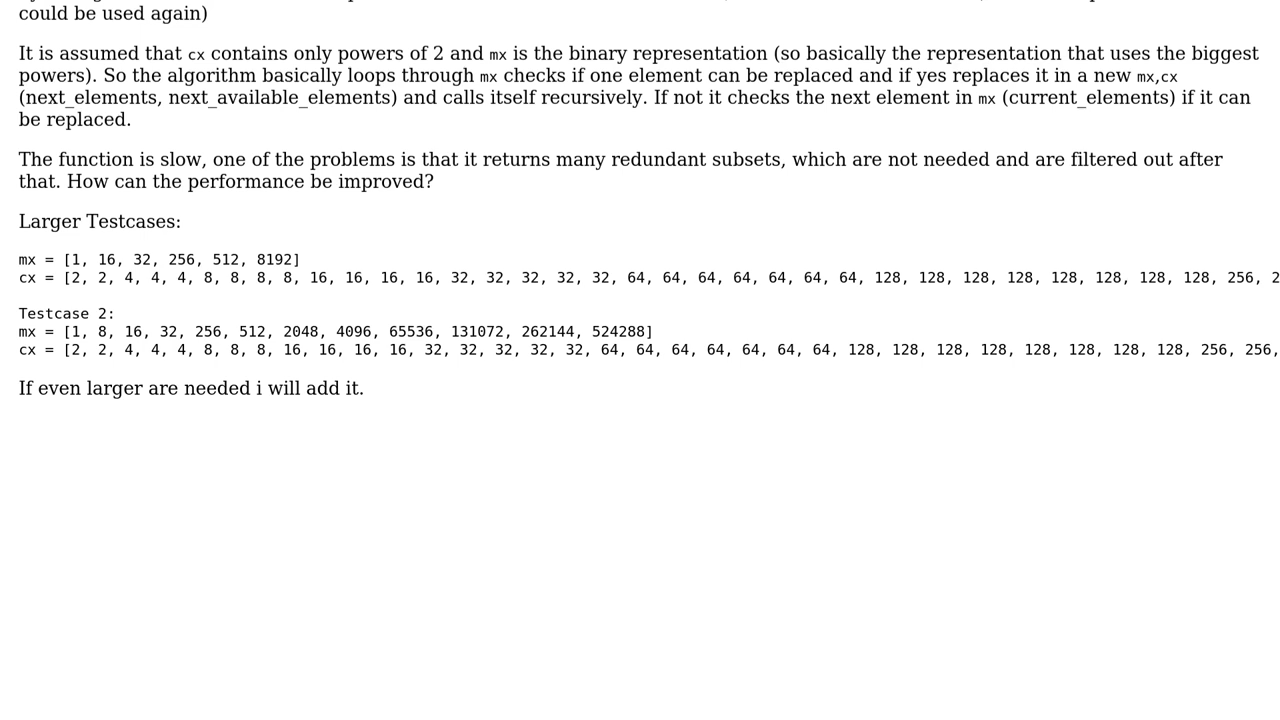 could be used again)
It is assumed that cx contains only powers of 2 and mx is the binary representation (so basically the representation that uses the biggest
powers). So the algorithm basically loops through mx checks if one element can be replaced and if yes replaces it in a new mx,cx
(next_elements, next_available_elements) and calls itself recursively. If not it checks the next element in mx (current_elements) if it can
be replaced.
The function is slow, one of the problems is that it returns many redundant subsets, which are not needed and are filtered out after
that. How can the performance be improved?
Larger Testcases:
mx = [1, 16, 32, 256, 512, 8192]
cx = [2, 2, 4, 4, 4, 8, 8, 8, 8, 16, 16, 16, 16, 32, 32, 32, 32, 32, 64, 64, 64, 64, 64, 64, 64, 128, 128, 128, 128, 128, 128, 128, 128, 256, 2
Testcase 2:
mx = [1, 8, 16, 32, 256, 512, 2048, 4096, 65536, 131072, 262144, 524288]
cx = [2, 2, 4, 4, 4, 8, 8, 8, 16, 16, 16, 16, 32, 32, 32, 32, 32, 64, 64, 64, 64, 64, 64, 64, 128, 128, 128, 128, 128, 128, 128, 128, 256, 256,
If even larger are needed i will add it.